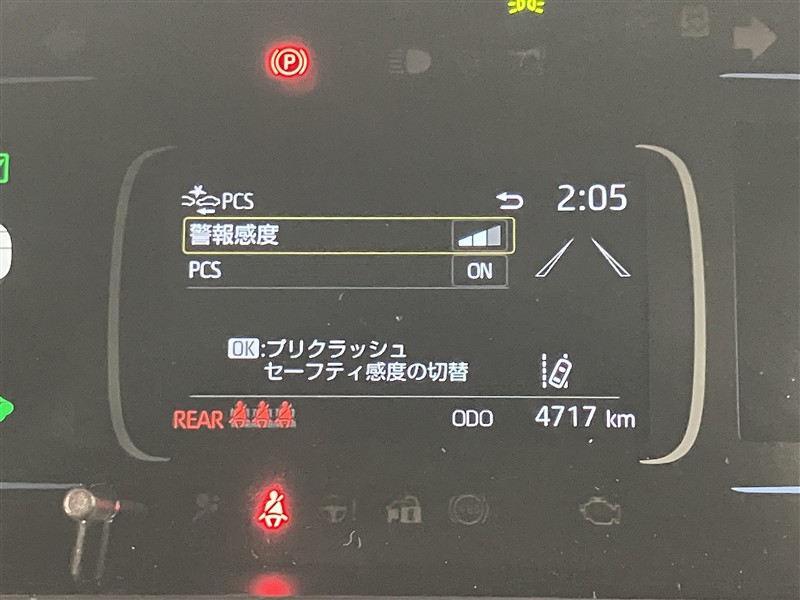 P
PCS 2:05
警報感度
PCS ON
OK:プリクラッシュ
セーフティ感度の切替
REAR ODO 4717 km